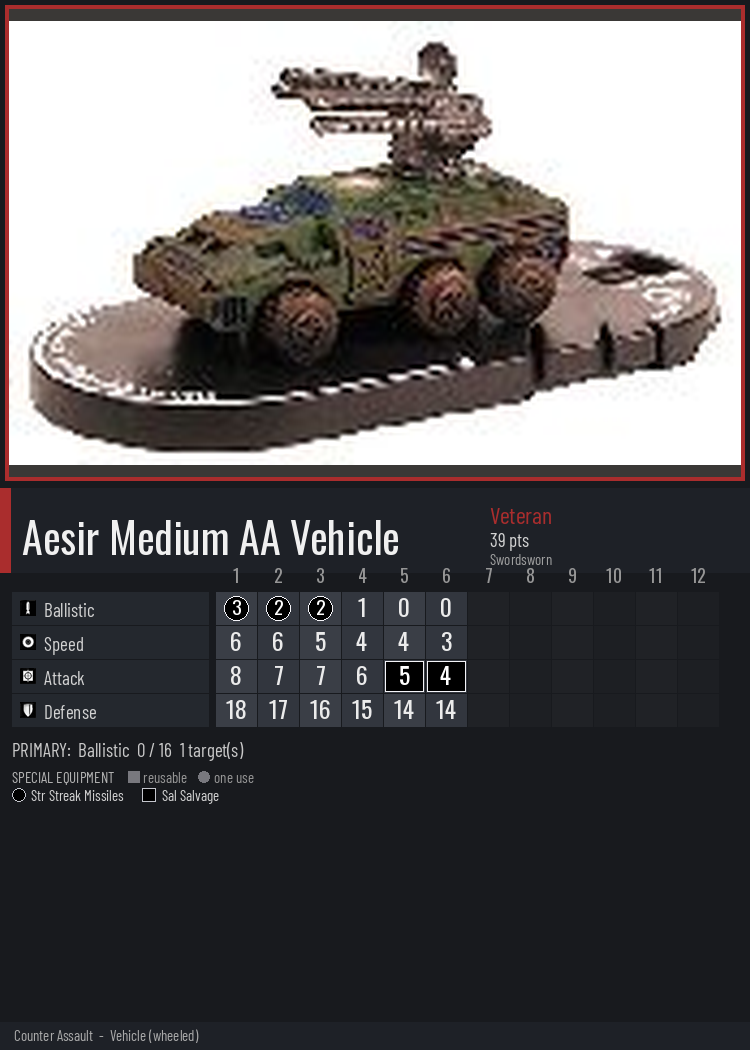 Aesir Medium AA Vehicle
Veteran
39 pts
Swordsworn
1 2 3 4 5 6 7 8 9 10 11 12
Ballistic 3 2 2 1 0 0
Speed 6 6 5 4 4 3
Attack 8 7 7 6 5 4
Defense 18 17 16 15 14 14
PRIMARY: Ballistic 0 / 16 1 target(s)
SPECIAL EQUIPMENT reusable one use
Str Streak Missiles Sal Salvage
Counter Assault - Vehicle (wheeled)